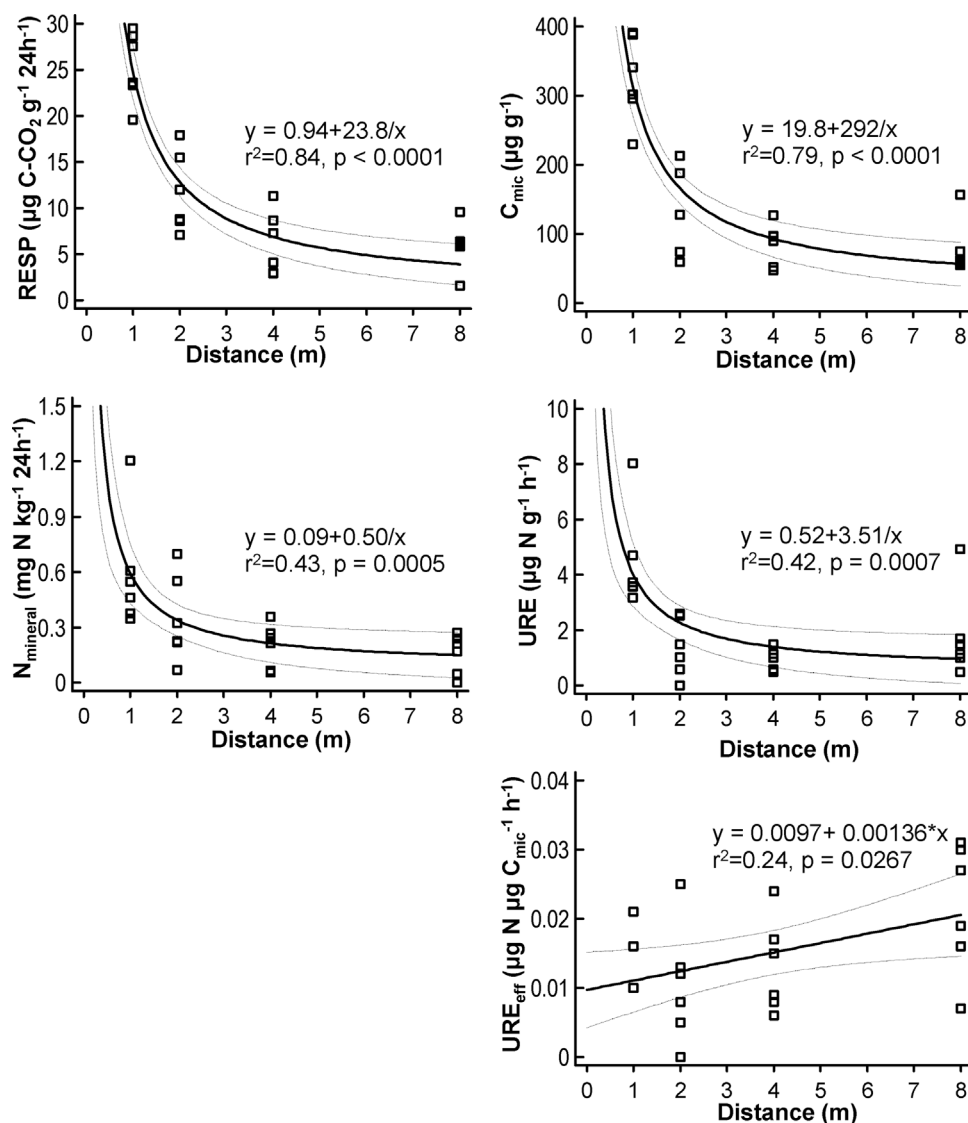 RESP (µg C-CO₂ g⁻¹ 24h⁻¹)
30
25
20
15
10
5
0
y = 0.94+23.8/x
r²=0.84, p < 0.0001
0 1 2 3 4 5 6 7 8
Distance (m)
C_mic (µg g⁻¹)
400
300
200
100
0
y = 19.8+292/x
r²=0.79, p < 0.0001
0 1 2 3 4 5 6 7 8
Distance (m)
N_mineral (mg N kg⁻¹ 24h⁻¹)
1.5
1.2
0.9
0.6
0.3
0
y = 0.09+0.50/x
r²=0.43, p = 0.0005
0 1 2 3 4 5 6 7 8
Distance (m)
URE (µg N g⁻¹ h⁻¹)
10
8
6
4
2
0
y = 0.52+3.51/x
r²=0.42, p = 0.0007
0 1 2 3 4 5 6 7 8
Distance (m)
URE_eff (µg N µg C_mic⁻¹ h⁻¹)
0.04
0.03
0.02
0.01
0
y = 0.0097+ 0.00136*x
r²=0.24, p = 0.0267
0 1 2 3 4 5 6 7 8
Distance (m)